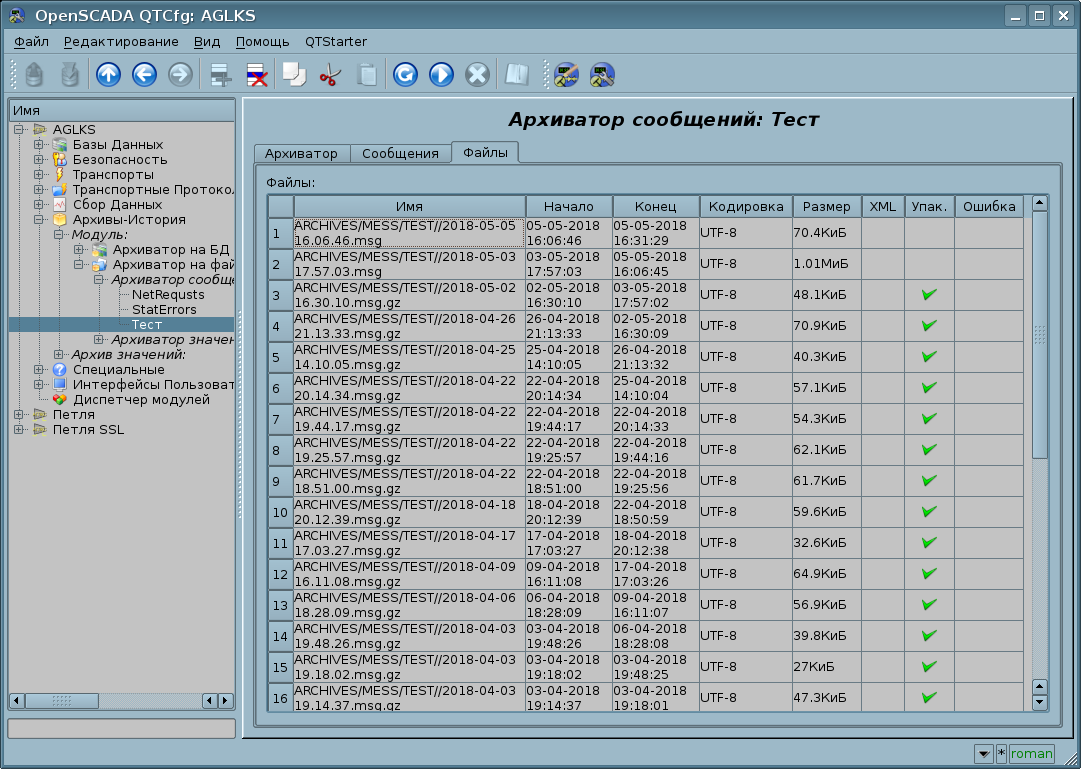 OpenSCADA QTCfg: AGLKS
Файл Редактирование Вид Помощь QTStarter
Имя
AGLKS
Базы Данных
Безопасность
Транспорты
Транспортные Протокол
Сбор Данных
Архивы-История
Модуль:
Архиватор на БД
Архиватор на фай
Архиватор сообще
NetRequsts
StatErrors
Тест
Архиватор значен
Архив значений:
Специальные
Интерфейсы Пользоват
Диспетчер модулей
Петля
Петля SSL
Архиватор сообщений: Тест
Архиватор Сообщения Файлы
Файлы:
Имя Начало Конец Кодировка Размер XML Упак. Ошибка
1 ARCHIVES/MESS/TEST//2018-05-05 05-05-2018 05-05-2018 UTF-8 70.4КиБ
16.06.46.msg 16:06:46 16:31:29
2 ARCHIVES/MESS/TEST//2018-05-03 03-05-2018 05-05-2018 UTF-8 1.01МиБ
17.57.03.msg 17:57:03 16:06:45
3 ARCHIVES/MESS/TEST//2018-05-02 02-05-2018 03-05-2018 UTF-8 48.1КиБ
16.30.10.msg.gz 16:30:10 17:57:02
4 ARCHIVES/MESS/TEST//2018-04-26 26-04-2018 02-05-2018 UTF-8 70.9КиБ
21.13.33.msg.gz 21:13:33 16:30:09
5 ARCHIVES/MESS/TEST//2018-04-25 25-04-2018 26-04-2018 UTF-8 40.3КиБ
14.10.05.msg.gz 14:10:05 21:13:32
6 ARCHIVES/MESS/TEST//2018-04-22 22-04-2018 25-04-2018 UTF-8 57.1КиБ
20.14.34.msg.gz 20:14:34 14:10:04
7 ARCHIVES/MESS/TEST//2018-04-22 22-04-2018 22-04-2018 UTF-8 54.3КиБ
19.44.17.msg.gz 19:44:17 20:14:33
8 ARCHIVES/MESS/TEST//2018-04-22 22-04-2018 22-04-2018 UTF-8 62.1КиБ
19.25.57.msg.gz 19:25:57 19:44:16
9 ARCHIVES/MESS/TEST//2018-04-22 22-04-2018 22-04-2018 UTF-8 61.7КиБ
18.51.00.msg.gz 18:51:00 19:25:56
10 ARCHIVES/MESS/TEST//2018-04-18 18-04-2018 22-04-2018 UTF-8 59.6КиБ
20.12.39.msg.gz 20:12:39 18:50:59
11 ARCHIVES/MESS/TEST//2018-04-17 17-04-2018 18-04-2018 UTF-8 32.6КиБ
17.03.27.msg.gz 17:03:27 20:12:38
12 ARCHIVES/MESS/TEST//2018-04-09 09-04-2018 17-04-2018 UTF-8 64.9КиБ
16.11.08.msg.gz 16:11:08 17:03:26
13 ARCHIVES/MESS/TEST//2018-04-06 06-04-2018 09-04-2018 UTF-8 56.9КиБ
18.28.09.msg.gz 18:28:09 16:11:07
14 ARCHIVES/MESS/TEST//2018-04-03 03-04-2018 06-04-2018 UTF-8 39.8КиБ
19.48.26.msg.gz 19:48:26 18:28:08
15 ARCHIVES/MESS/TEST//2018-04-03 03-04-2018 03-04-2018 UTF-8 27КиБ
19.18.02.msg.gz 19:18:02 19:48:25
16 ARCHIVES/MESS/TEST//2018-04-03 03-04-2018 03-04-2018 UTF-8 47.3КиБ
19.14.37.msg.gz 19:14:37 19:18:01
* roman